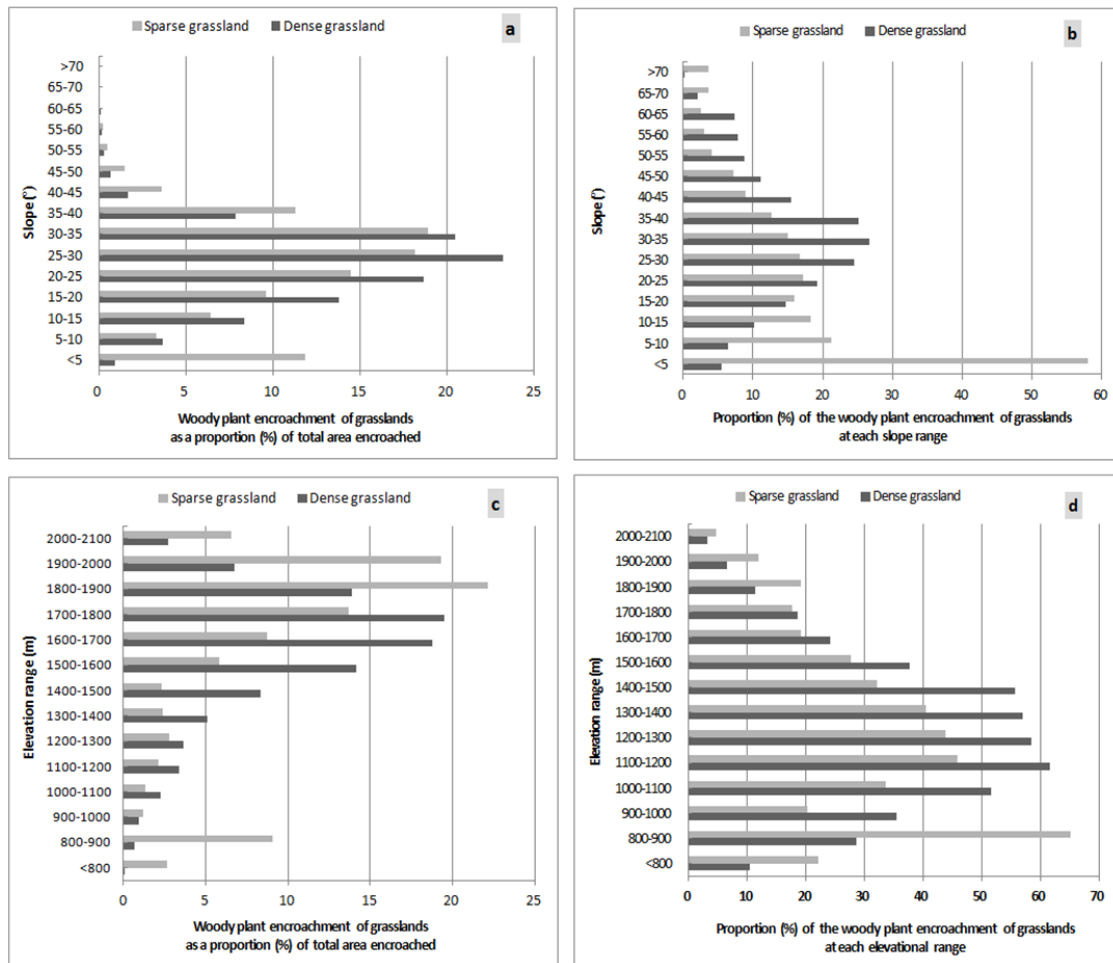 Sparse grassland Dense grassland
a
Slope (°)
>70
65-70
60-65
55-60
50-55
45-50
40-45
35-40
30-35
25-30
20-25
15-20
10-15
5-10
<5
0 5 10 15 20 25
Woody plant encroachment of grasslands
as a proportion (%) of total area encroached
Sparse grassland Dense grassland
b
Slope (°)
>70
65-70
60-65
55-60
50-55
45-50
40-45
35-40
30-35
25-30
20-25
15-20
10-15
5-10
<5
0 10 20 30 40 50 60
Proportion (%) of the woody plant encroachment of grasslands
at each slope range
Sparse grassland Dense grassland
c
Elevation range (m)
2000-2100
1900-2000
1800-1900
1700-1800
1600-1700
1500-1600
1400-1500
1300-1400
1200-1300
1100-1200
1000-1100
900-1000
800-900
<800
0 5 10 15 20 25
Woody plant encroachment of grasslands
as a proportion (%) of total area encroached
Sparse grassland Dense grassland
d
Elevation range (m)
2000-2100
1900-2000
1800-1900
1700-1800
1600-1700
1500-1600
1400-1500
1300-1400
1200-1300
1100-1200
1000-1100
900-1000
800-900
<800
0 10 20 30 40 50 60 70
Proportion (%) of the woody plant encroachment of grasslands
at each elevational range